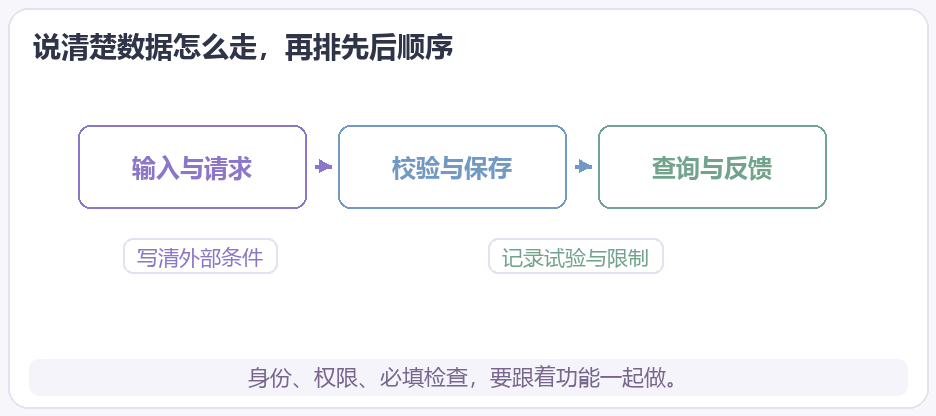 说清楚数据怎么走，再排先后顺序
输入与请求
校验与保存
查询与反馈
写清外部条件
记录试验与限制
身份、权限、必填检查，要跟着功能一起做。